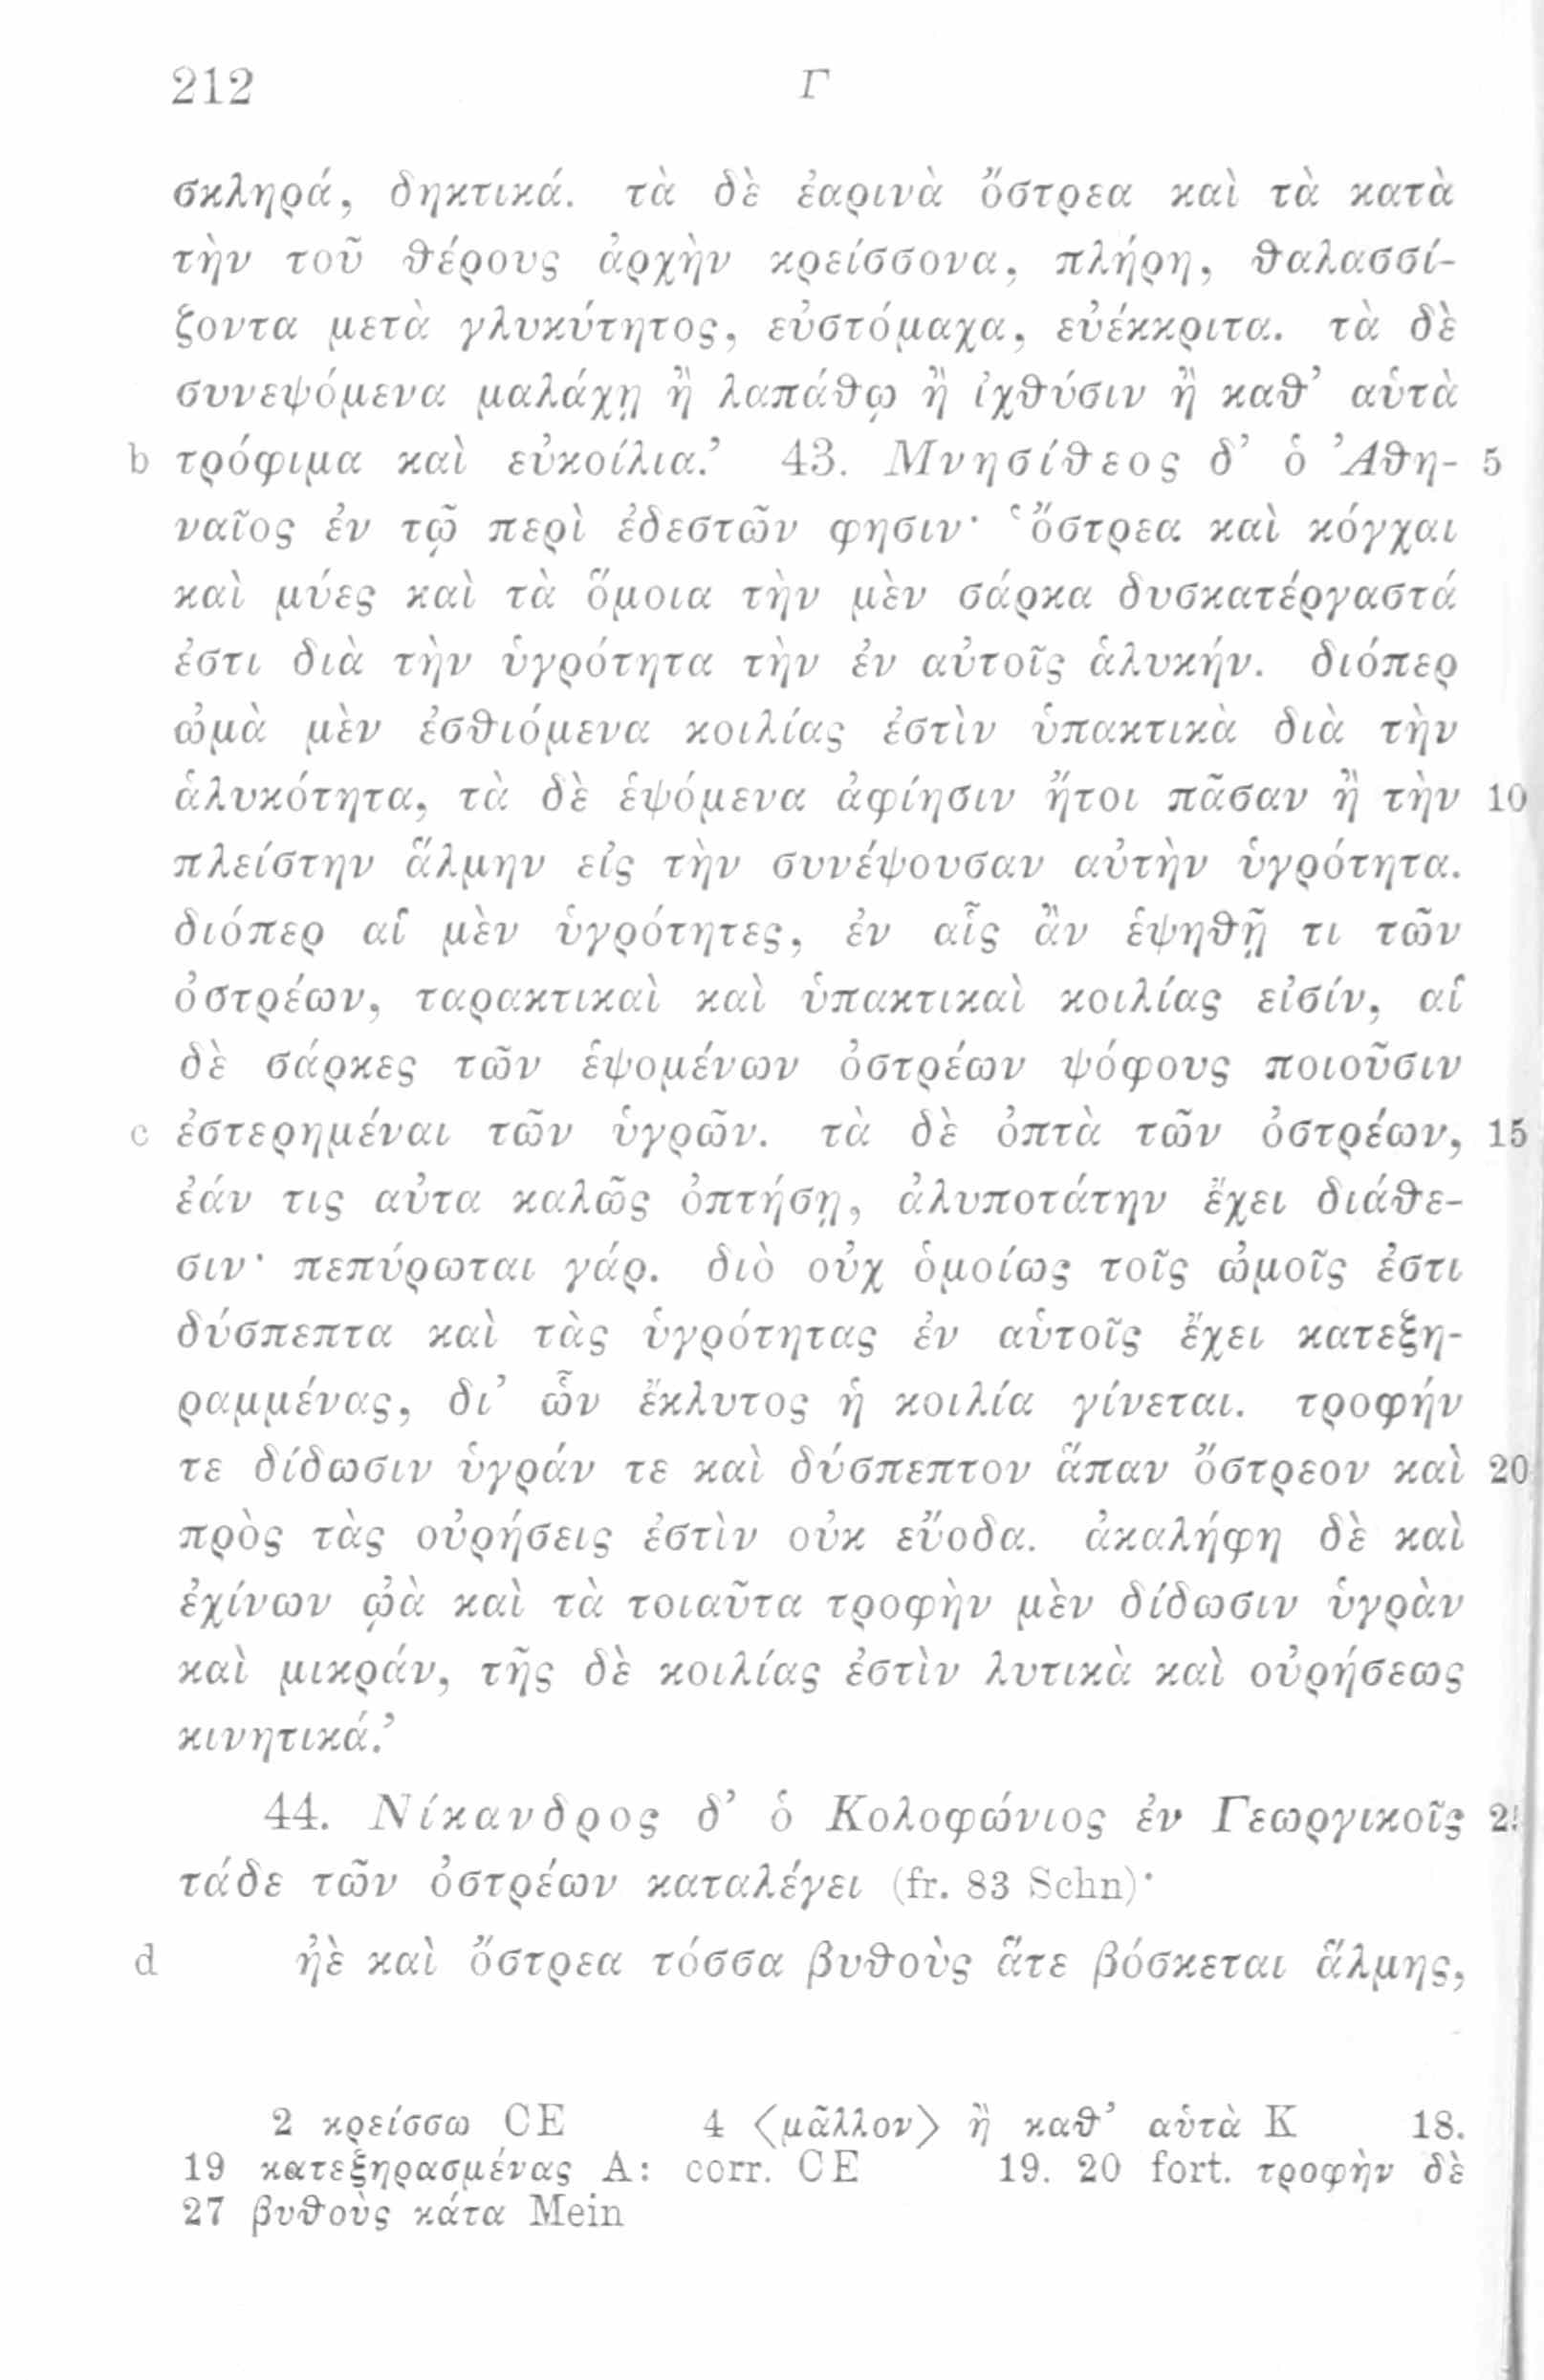 212 Γ
σκληρά, δηκτικά. τὰ δὲ ἐαρινὰ ὄστρεα καὶ τὰ κατὰ
τὴν τοῦ ϑέρους ἀρχὴν κρείσσονα, πλήρη, ϑαλασσί-
ζοντα μετὰ γλυκύτητος, εὐστόμαχα, εὐέκκριτα. τὰ δὲ
συνεψόμενα μαλάχῃ ἢ λαπάϑῳ ἢ ἰχϑύσιν ἢ καϑ’ αὑτὰ
b τρόφιμα καὶ εὐκοίλια.’ 43. Μνησίϑεος δ’ ὁ Ἀϑη- 5
ναῖος ἐν τῷ περὶ ἐδεστῶν φησιν· ‘ὄστρεα καὶ κόγχαι
καὶ μύες καὶ τὰ ὅμοια τὴν μὲν σάρκα δυσκατέργαστά
ἐστι διὰ τὴν ὑγρότητα τὴν ἐν αὐτοῖς ἁλυκήν. διόπερ
ὠμὰ μὲν ἐσϑιόμενα κοιλίας ἐστὶν ὑπακτικὰ διὰ τὴν
ἁλυκότητα, τὰ δὲ ἑψόμενα ἀφίησιν ἤτοι πᾶσαν ἢ τὴν 10
πλείστην ἅλμην εἰς τὴν συνέψουσαν αὐτὴν ὑγρότητα.
διόπερ αἱ μὲν ὑγρότητες, ἐν αἷς ἂν ἑψηϑῇ τι τῶν
ὀστρέων, ταρακτικαὶ καὶ ὑπακτικαὶ κοιλίας εἰσίν, αἱ
δὲ σάρκες τῶν ἑψομένων ὀστρέων ψόφους ποιοῦσιν
c ἐστερημέναι τῶν ὑγρῶν. τὰ δὲ ὀπτὰ τῶν ὀστρέων, 15
ἐάν τις αὐτα καλῶς ὀπτήσῃ, ἀλυποτάτην ἔχει διάϑε-
σιν· πεπύρωται γάρ. διὸ οὐχ ὁμοίως τοῖς ὠμοῖς ἐστι
δύσπεπτα καὶ τὰς ὑγρότητας ἐν αὑτοῖς ἔχει κατεξη-
ραμμένας, δι’ ὧν ἔκλυτος ἡ κοιλία γίνεται. τροφήν
τε δίδωσιν ὑγράν τε καὶ δύσπεπτον ἅπαν ὄστρεον καὶ 20
πρὸς τὰς οὐρήσεις ἐστὶν οὐκ εὔοδα. ἀκαλήφη δὲ καὶ
ἐχίνων ᾠὰ καὶ τὰ τοιαῦτα τροφὴν μὲν δίδωσιν ὑγρὰν
καὶ μικράν, τῆς δὲ κοιλίας ἐστὶν λυτικὰ καὶ οὐρήσεως
κινητικά.’
44. Νίκανδρος δ’ ὁ Κολοφώνιος ἐν Γεωργικοῖς
τάδε τῶν ὀστρέων καταλέγει (fr. 83 Schn)·
d ἠὲ καὶ ὄστρεα τόσσα βυϑοὺς ἅτε βόσκεται ἅλμης,
2 κρείσσω CE 4 〈μᾶλλον〉 ἢ καϑ’ αὑτὰ K 18.
19 κατεξηρασμένας A: corr. CE 19. 20 fort. τροφὴν δὲ
27 βυϑοὺς κάτα Mein